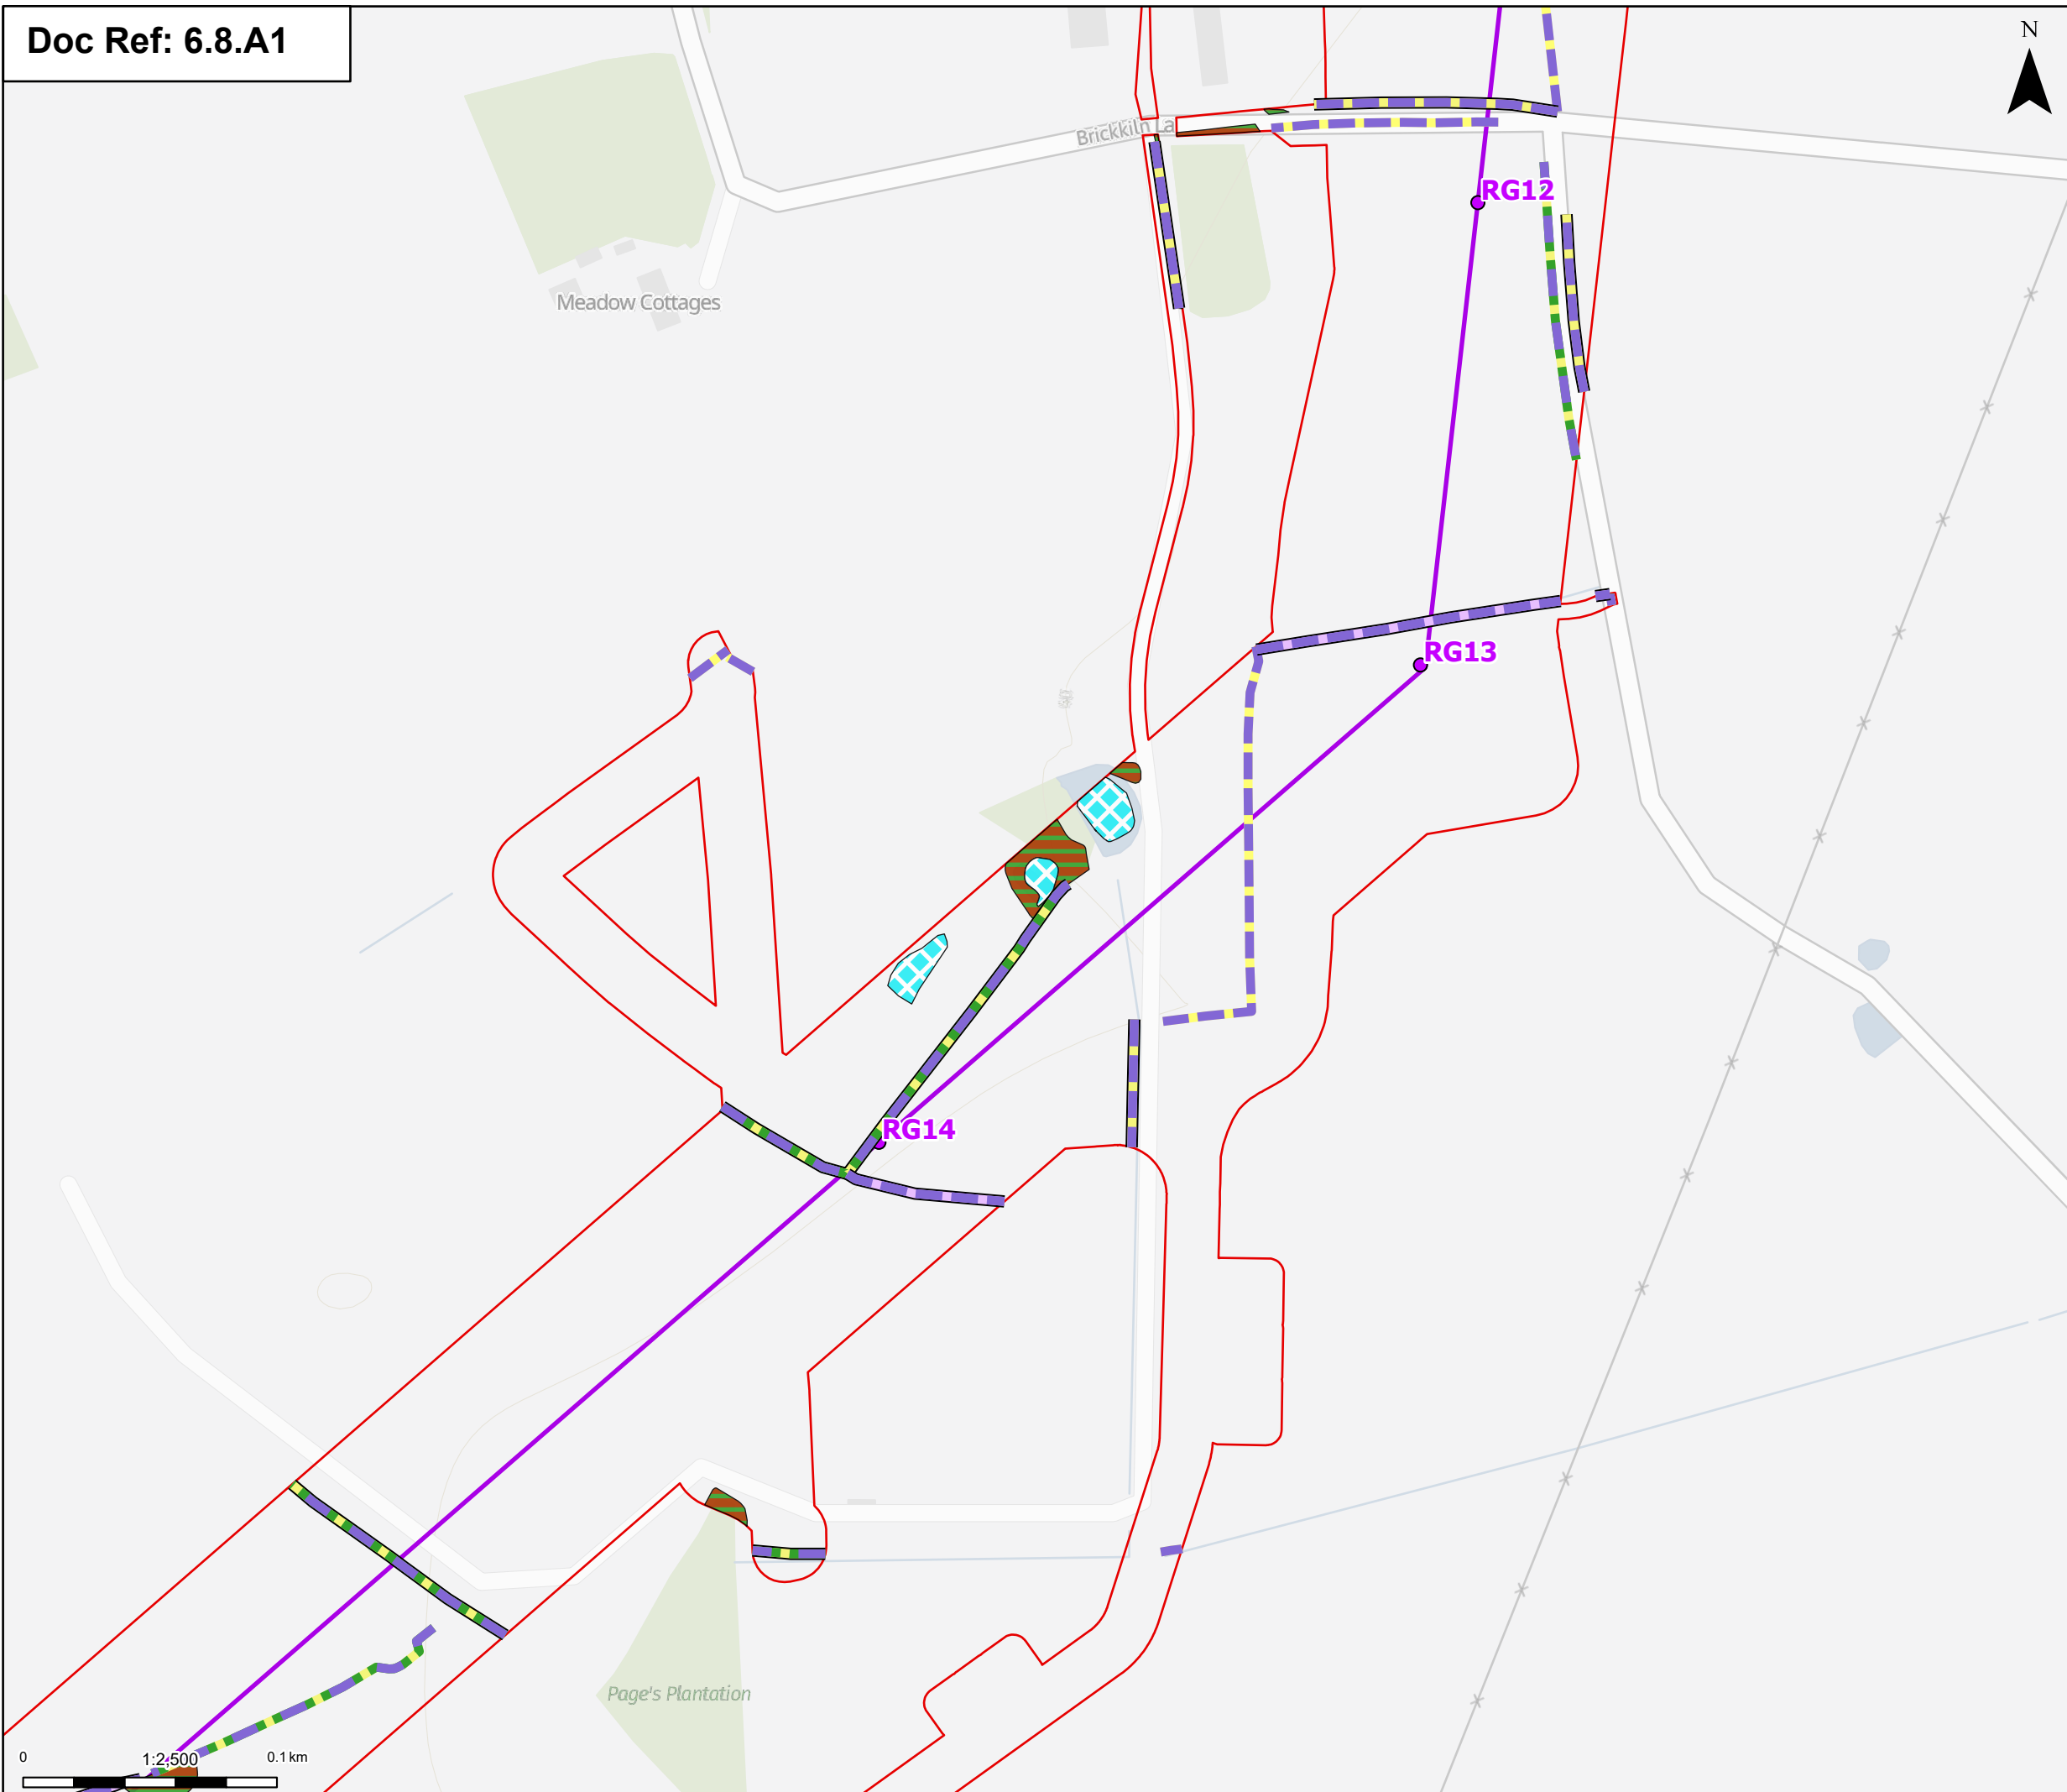 Doc Ref: 6.8.A1
N
Brickkiln La
RG12
Meadow Cottages
RG13
RG14
Page's Plantation
0
1:2,500
0.1 km